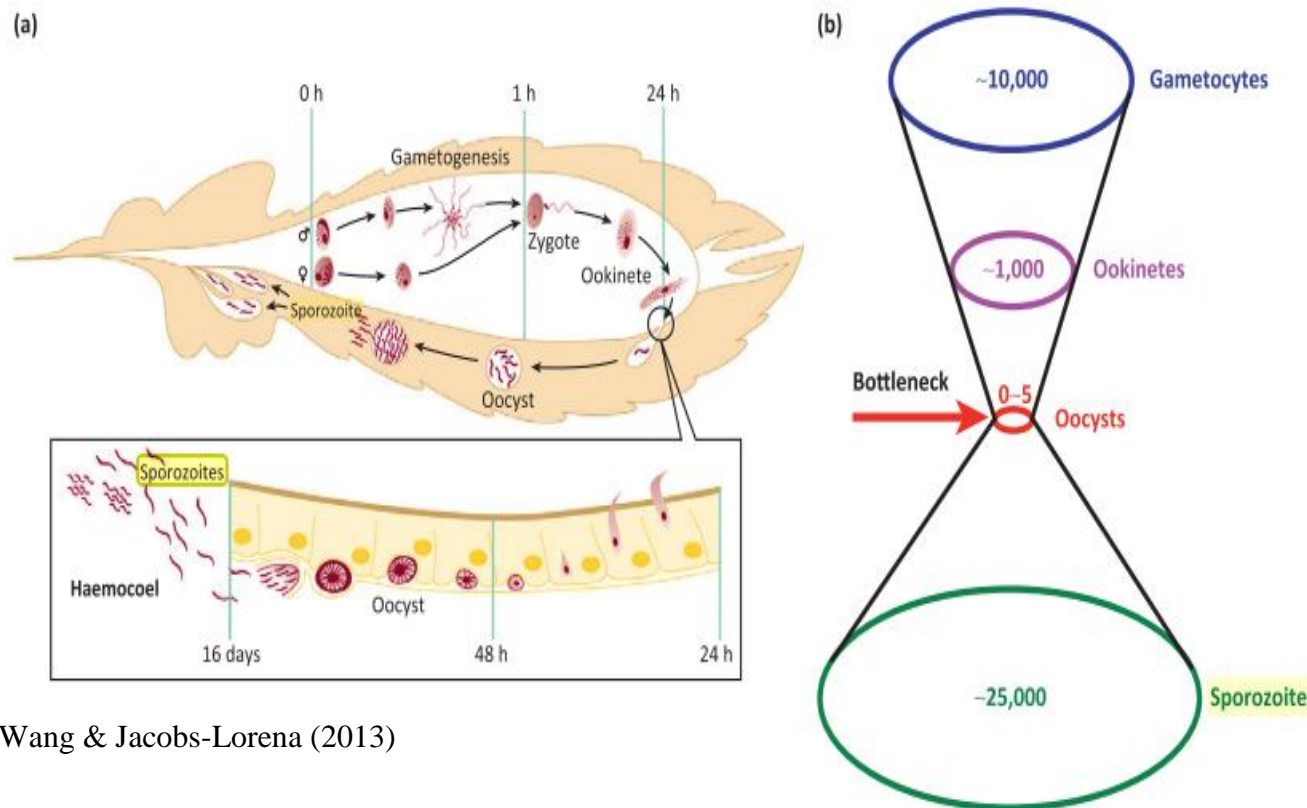 (a)
0 h
1 h
24 h
Gametogenesis
♂
♀
Zygote
Ookinete
Sporozoite
Oocyst
Sporozoites
Haemocoel
Oocyst
16 days
48 h
24 h
Wang & Jacobs-Lorena (2013)
(b)
~10,000
Gametocytes
~1,000
Ookinetes
Bottleneck
0~5
Oocysts
~25,000
Sporozoite